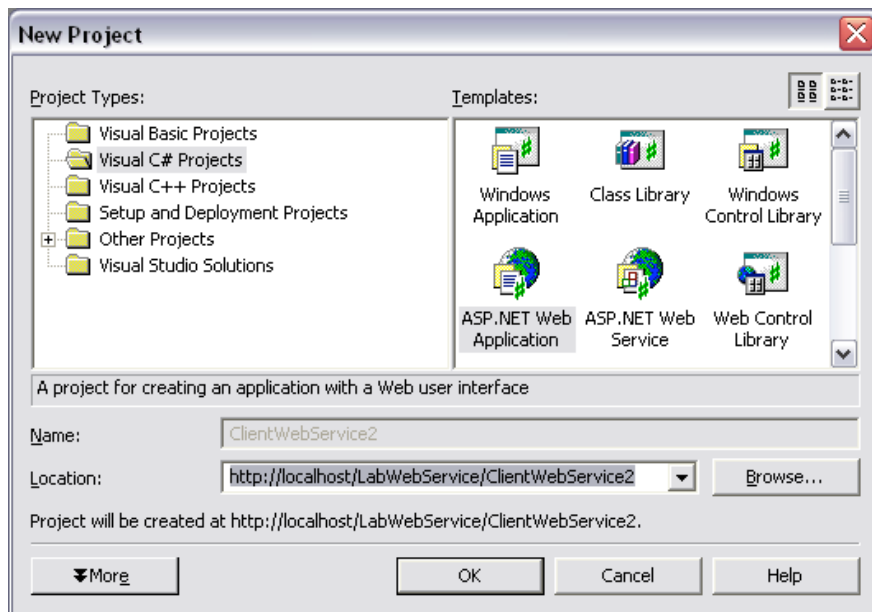 New Project
Project Types:
Templates:
Visual Basic Projects
Visual C# Projects
Visual C++ Projects
Setup and Deployment Projects
Other Projects
Visual Studio Solutions
Windows
Application
Class Library
Windows
Control Library
ASP.NET Web
Application
ASP.NET Web
Service
Web Control
Library
A project for creating an application with a Web user interface
Name:
ClientWebService2
Location:
http://localhost/LabWebService/ClientWebService2
Browse...
Project will be created at http://localhost/LabWebService/ClientWebService2.
More
OK
Cancel
Help